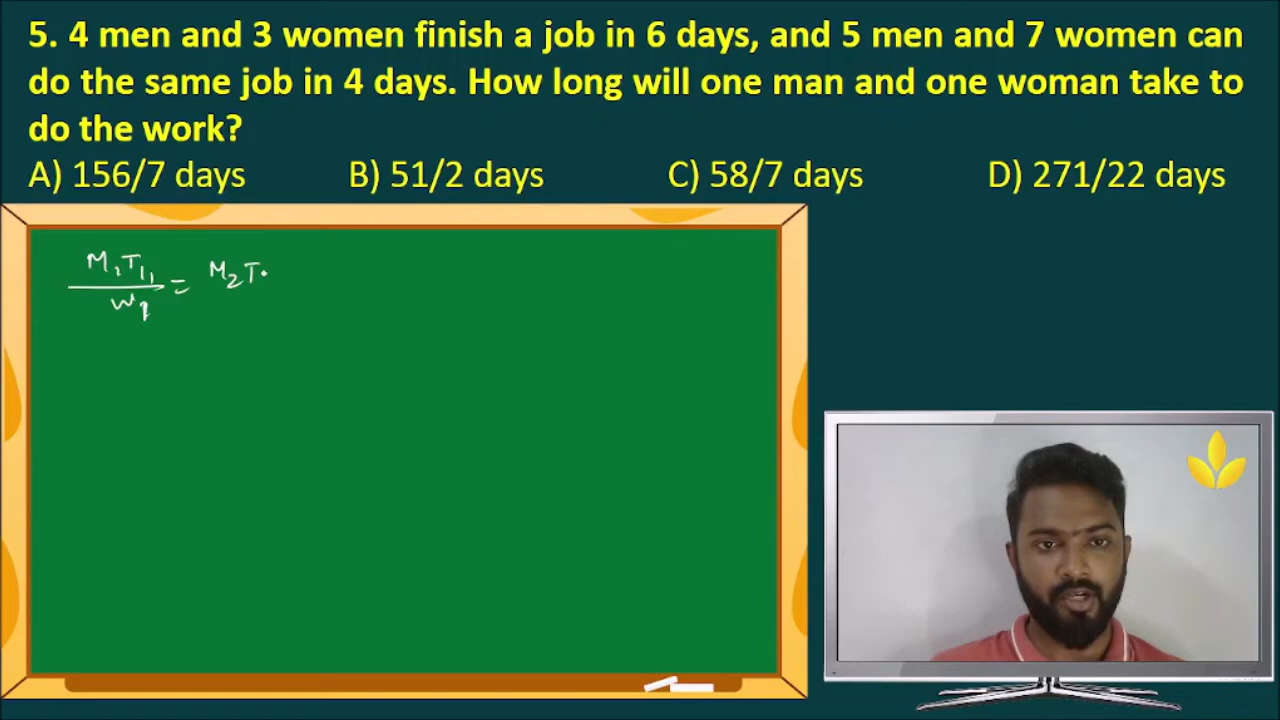 5. 4 men and 3 women finish a job in 6 days, and 5 men and 7 women can
do the same job in 4 days. How long will one man and one woman take to
do the work?
A) 156/7 days B) 51/2 days C) 58/7 days D) 271/22 days
M₁T₁, = M₂T
W₁